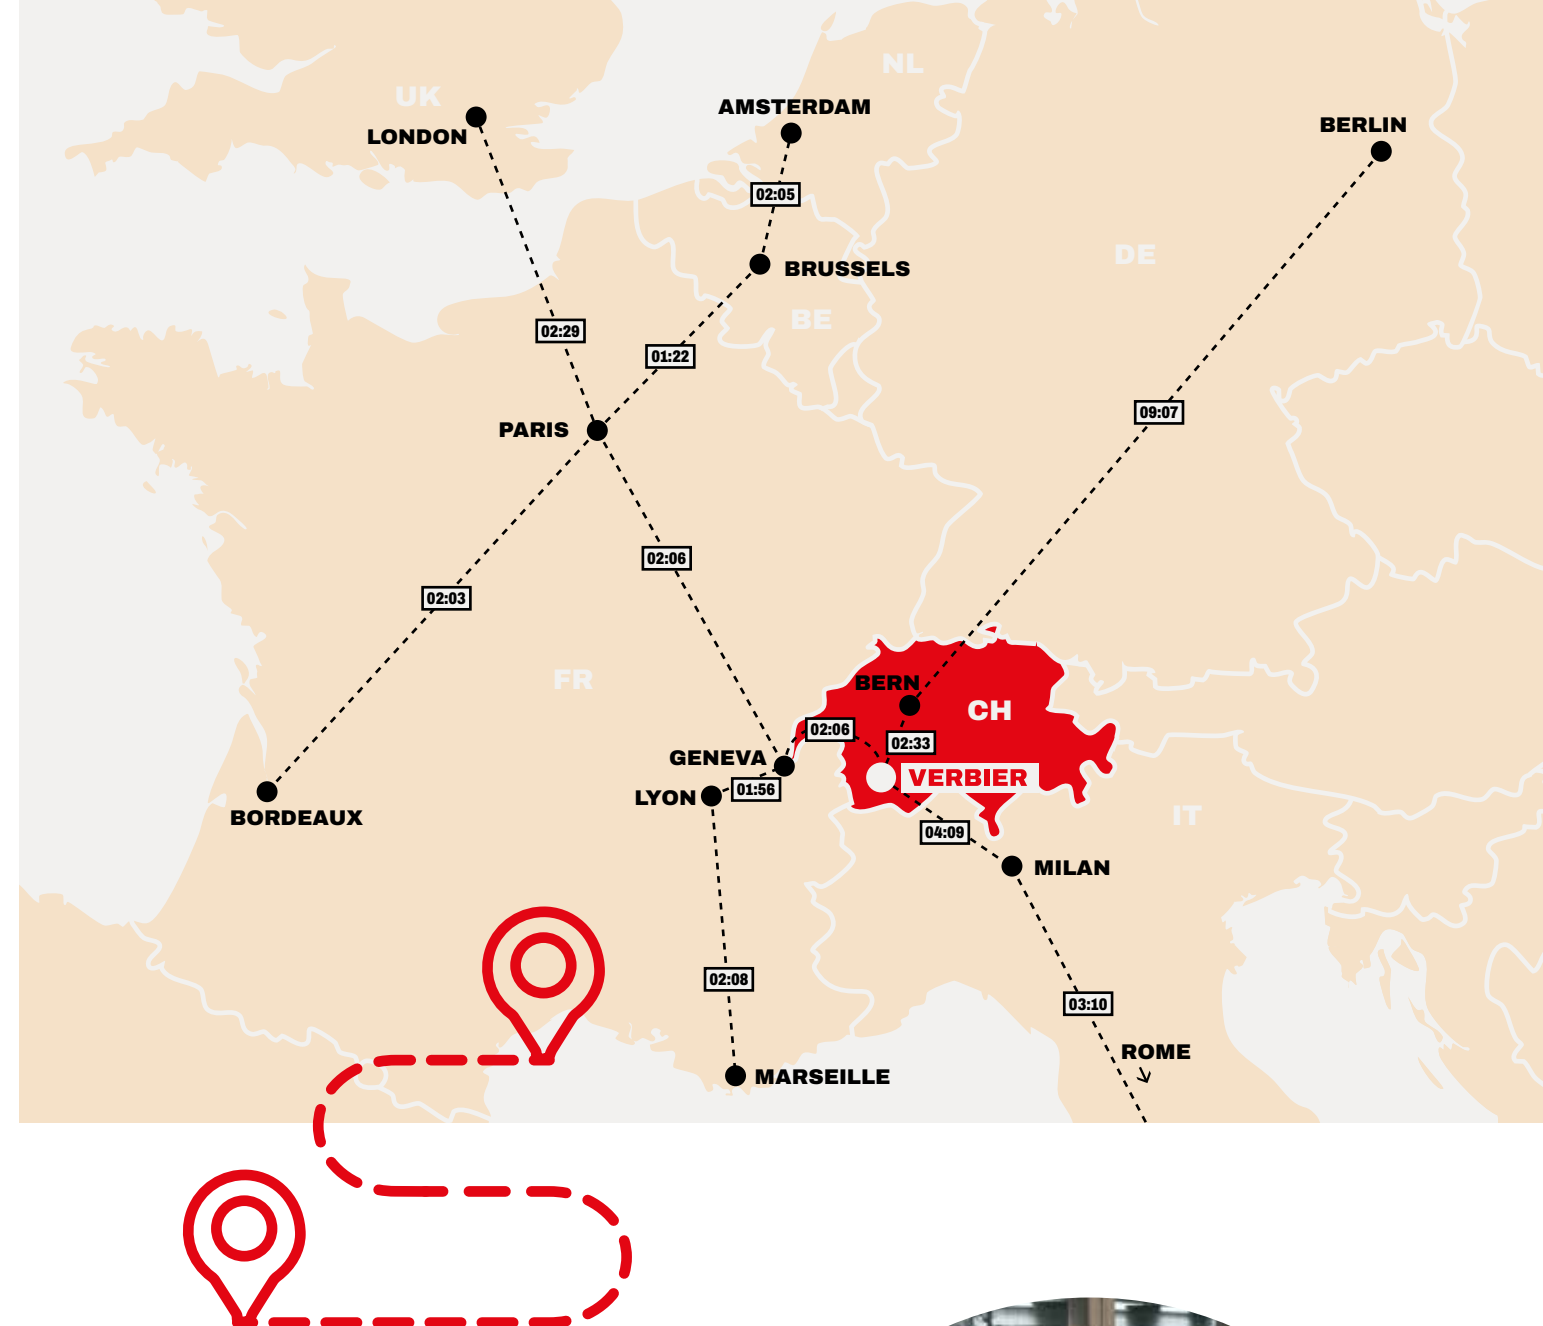 NL
UK
AMSTERDAM
LONDON
BERLIN
02:05
DE
BRUSSELS
BE
02:29
01:22
09:07
PARIS
02:06
02:03
FR
BERN
CH
02:06
02:33
GENEVA
VERBIER
01:56
LYON
BORDEAUX
IT
04:09
MILAN
02:08
03:10
ROME
MARSEILLE